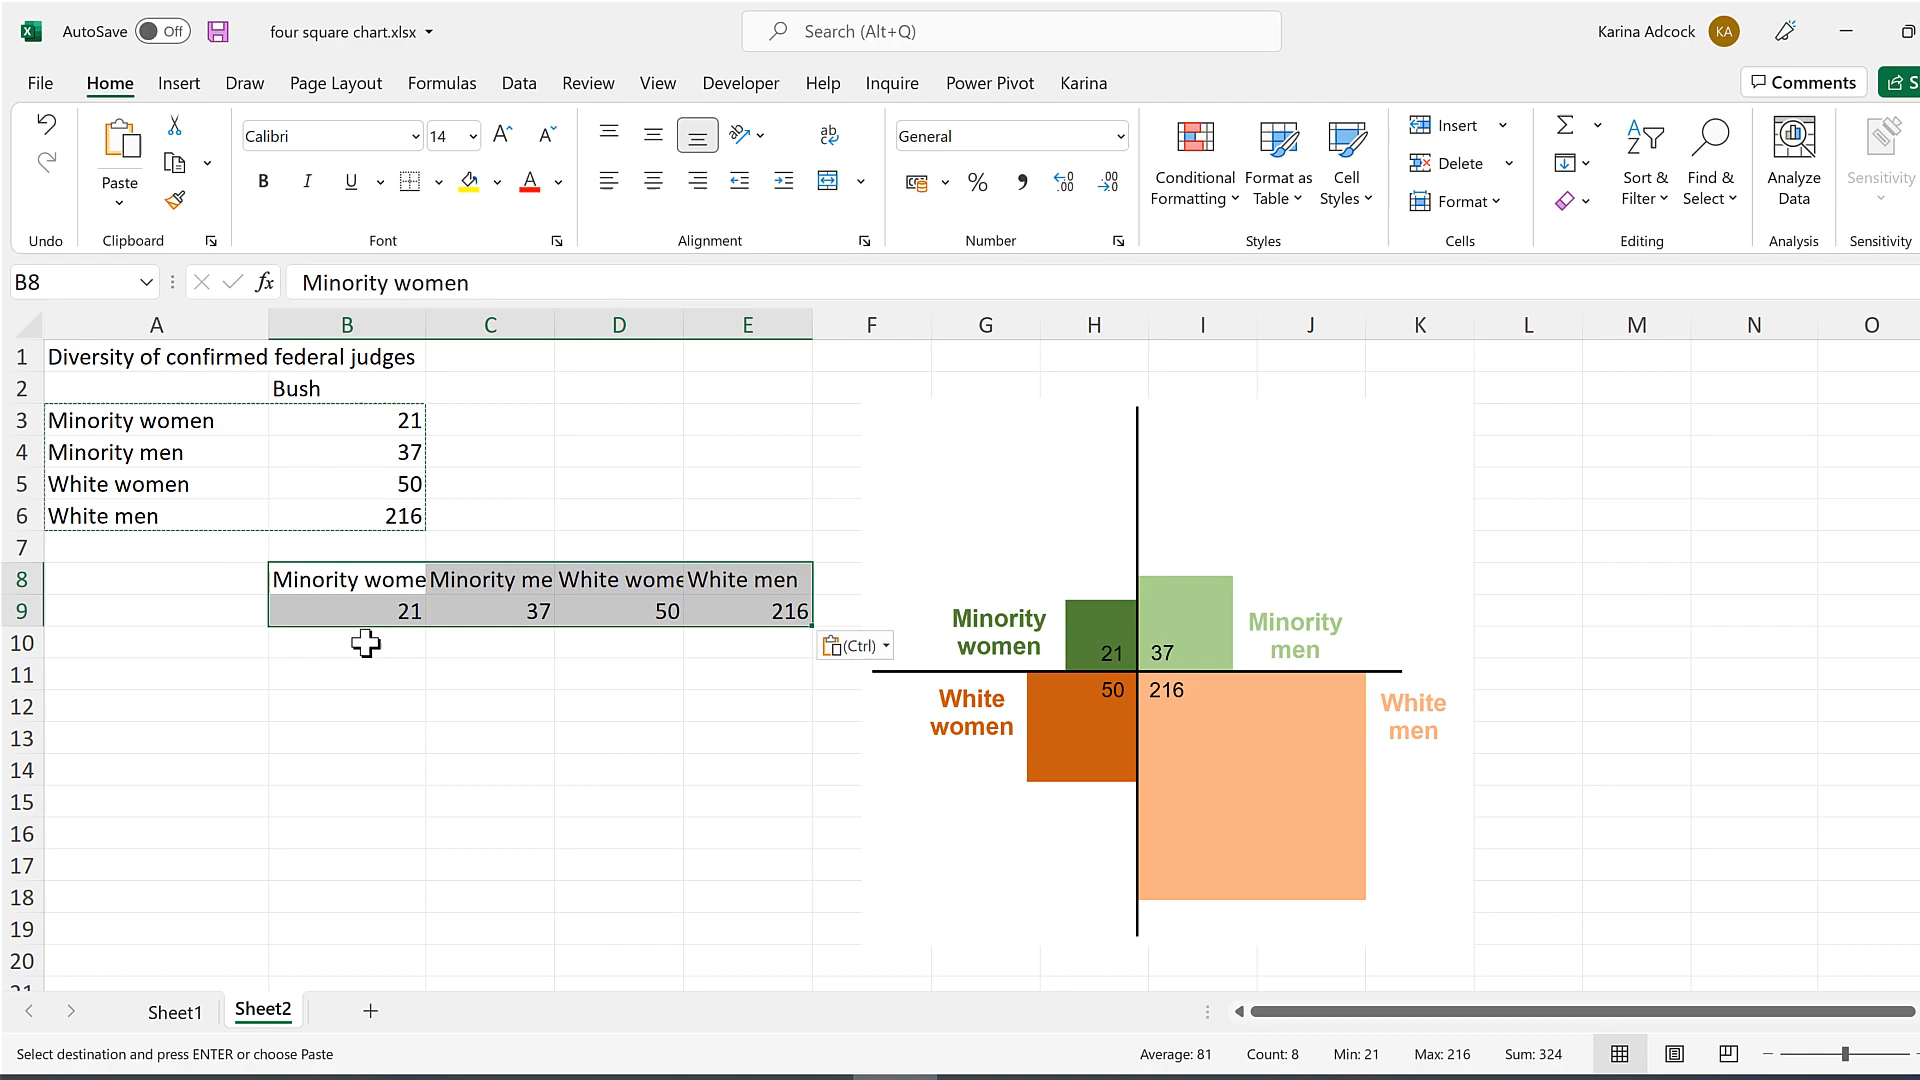 AutoSave Off four square chart.xlsx Search (Alt+Q) Karina Adcock KA
File Home Insert Draw Page Layout Formulas Data Review View Developer Help Inquire Power Pivot Karina Comments S
Calibri 14 General Insert
Paste Conditional Format as Cell Delete Sort & Find & Analyze Sensitivity
Formatting Table Styles Format Filter Select Data
Undo Clipboard Font Alignment Number Styles Cells Editing Analysis Sensitivity
B8 fx Minority women
A B C D E F G H I J K L M N O
1 Diversity of confirmed federal judges
2 Bush
3 Minority women 21
4 Minority men 37
5 White women 50
6 White men 216
7
8 Minority wome Minority me White wome White men
9 21 37 50 216
10
11
12
13
14
15
16
17
18
19
20
21
(Ctrl)
Minority
women
21 37
Minority
men
White
women
50 216
White
men
Sheet1 Sheet2
Select destination and press ENTER or choose Paste Average: 81 Count: 8 Min: 21 Max: 216 Sum: 324